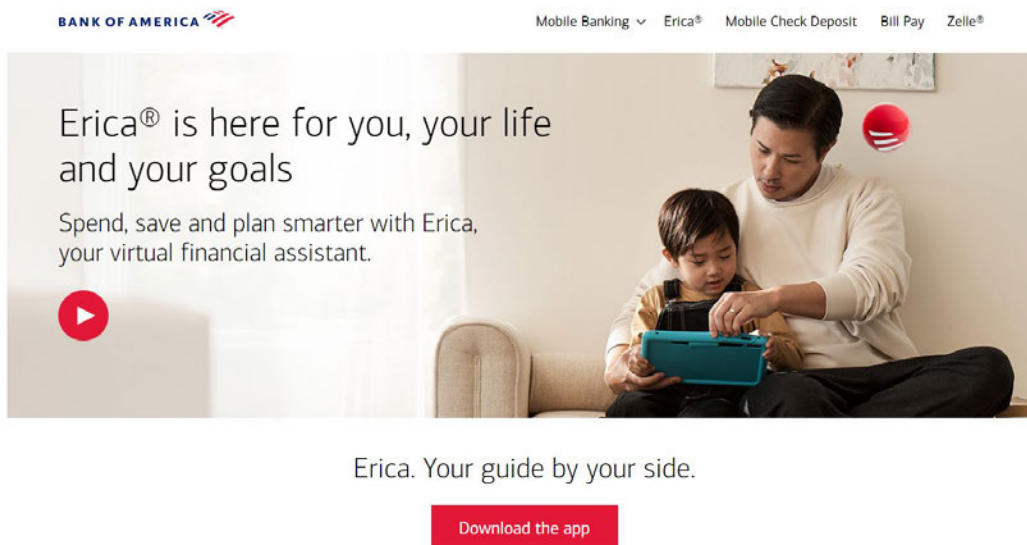 BANK OF AMERICA
Mobile Banking Erica® Mobile Check Deposit Bill Pay Zelle®
Erica® is here for you, your life
and your goals
Spend, save and plan smarter with Erica,
your virtual financial assistant.
Erica. Your guide by your side.
Download the app